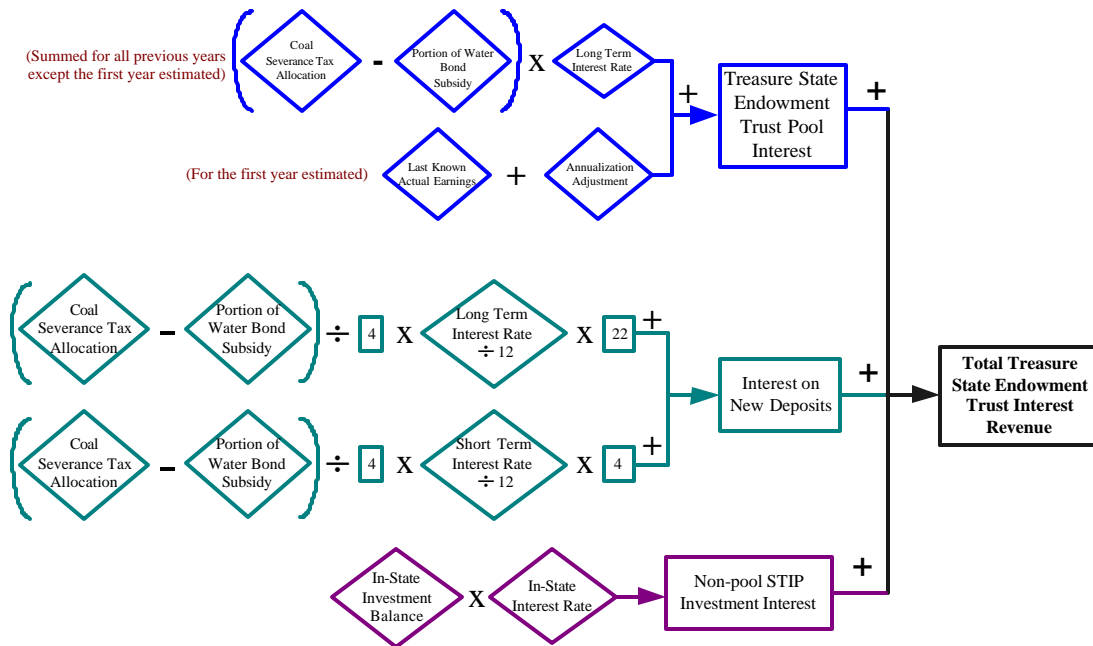 (Summed for all previous years
except the first year estimated)
(
Coal
Severance Tax
Allocation
-
Portion of Water
Bond
Subsidy
)
x
Long Term
Interest Rate
+
Treasure State
Endowment
Trust Pool
Interest
+
(For the first year estimated)
Last Known
Actual Earnings
+
Annualization
Adjustment
(
Coal
Severance Tax
Allocation
-
Portion of
Water Bond
Subsidy
)
÷
4
x
Long Term
Interest Rate
÷ 12
x
22
+
Interest on
New Deposits
+
Total Treasure
State Endowment
Trust Interest
Revenue
(
Coal
Severance Tax
Allocation
-
Portion of
Water Bond
Subsidy
)
÷
4
x
Short Term
Interest Rate
÷ 12
x
4
+
In-State
Investment
Balance
x
In-State
Interest Rate
Non-pool STIP
Investment Interest
+